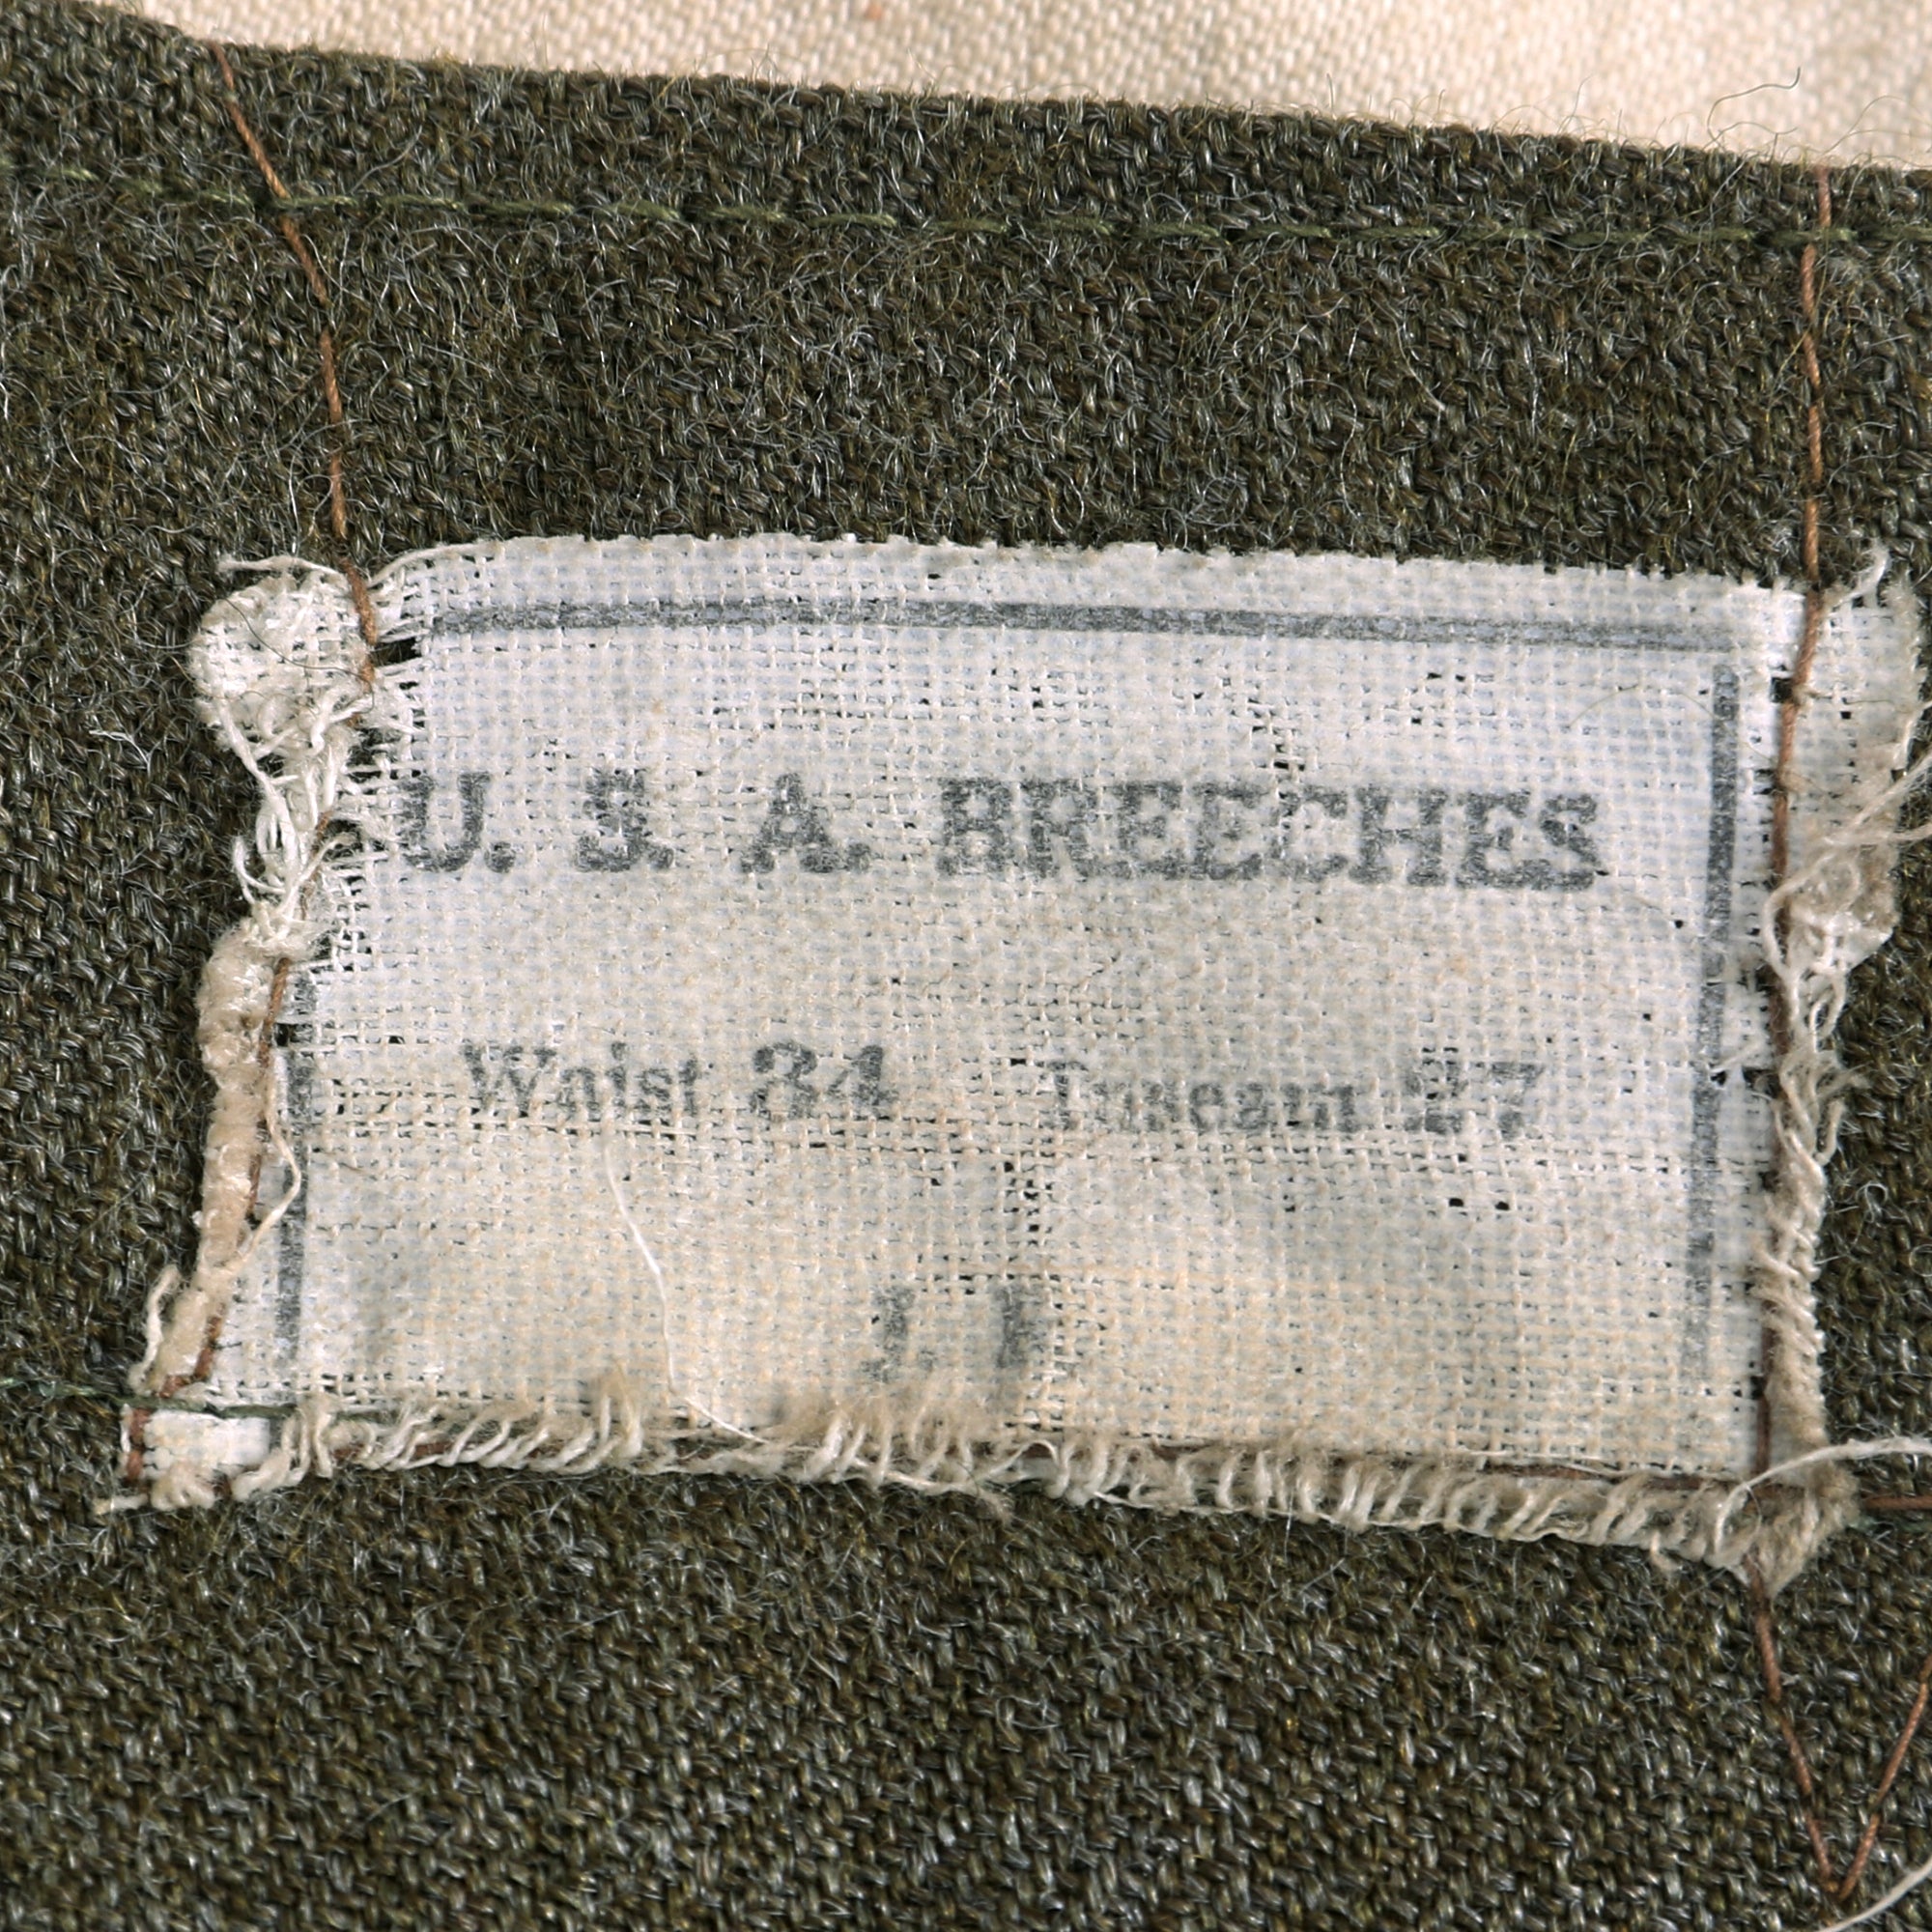 U. S. A. BREECHES
Waist 34 Inseam 27